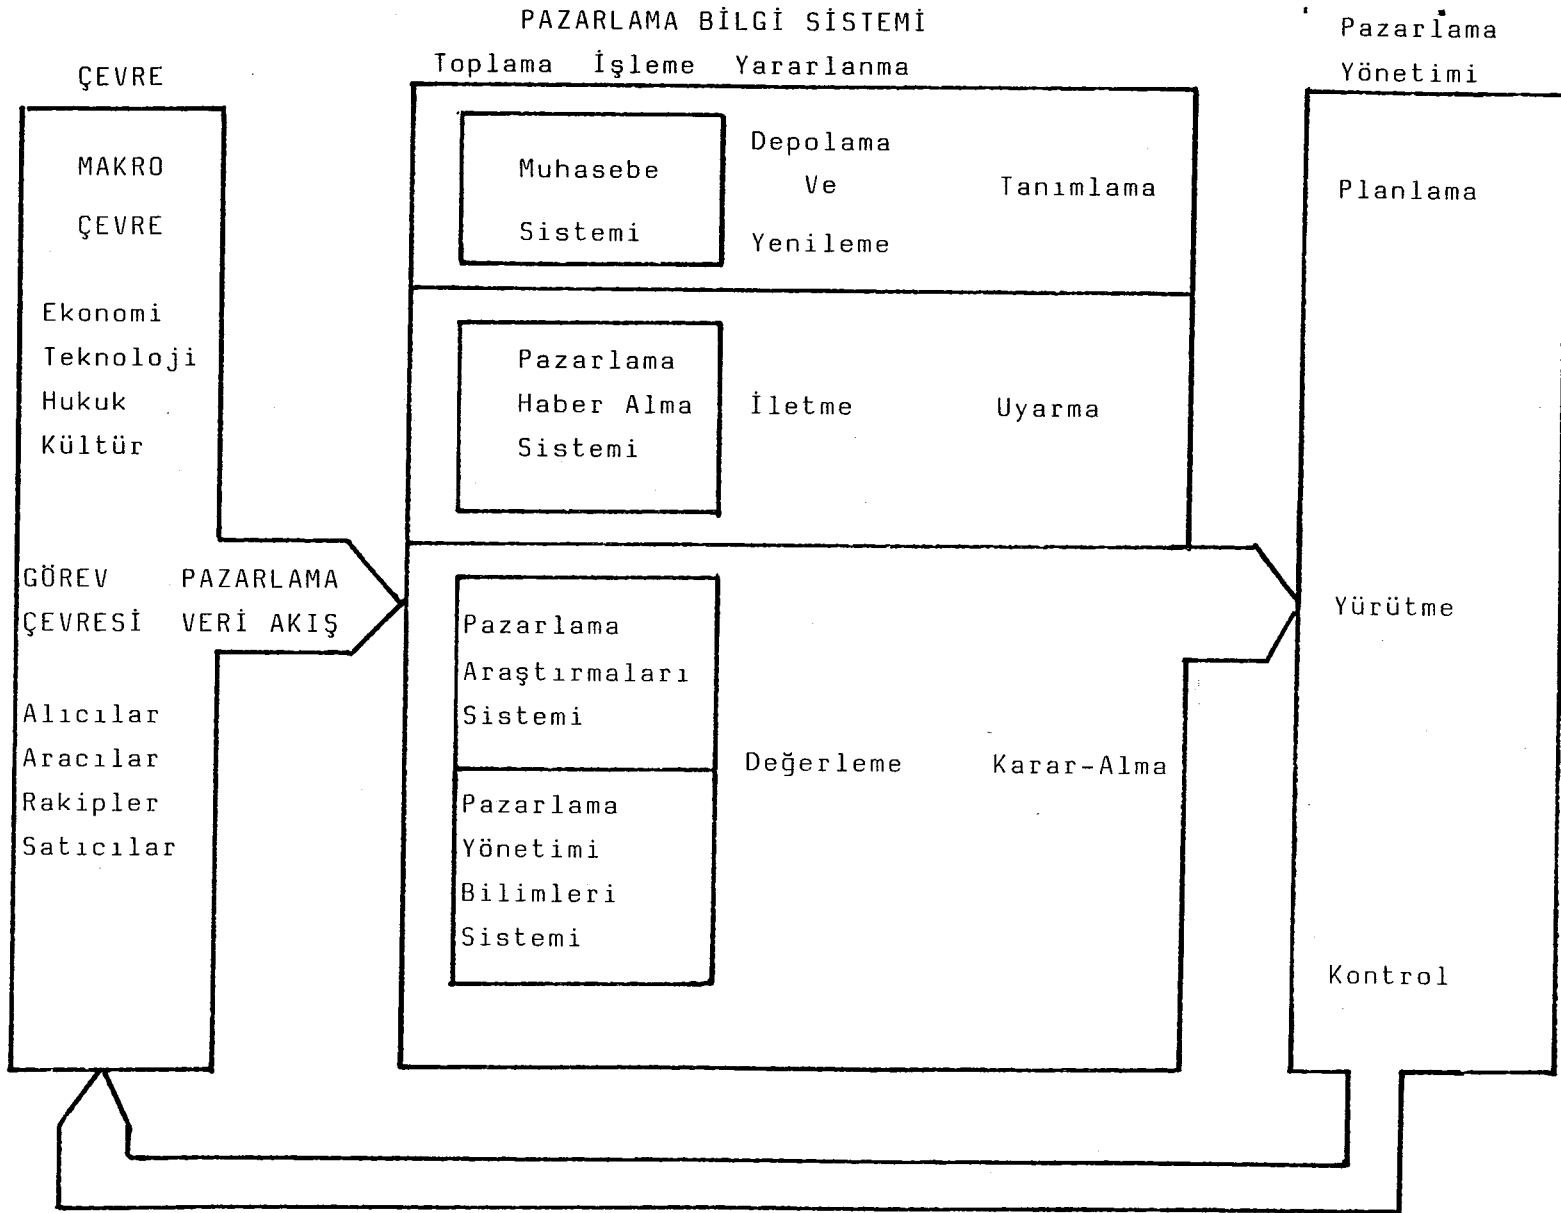 PAZARLAMA BİLGİ SİSTEMİ
Toplama İşleme Yararlanma
Pazarlama
Yönetimi
ÇEVRE
MAKRO
ÇEVRE
Ekonomi
Teknoloji
Hukuk
Kültür
GÖREV
ÇEVRESİ
Alıcılar
Aracılar
Rakipler
Satıcılar
PAZARLAMA
VERİ AKIŞ
Muhasebe
Sistemi
Depolama
Ve
Yenileme
Tanımlama
Pazarlama
Haber Alma
Sistemi
İletme
Uyarma
Pazarlama
Araştırmaları
Sistemi
Pazarlama
Yönetimi
Bilimleri
Sistemi
Değerleme
Karar-Alma
Planlama
Yürütme
Kontrol